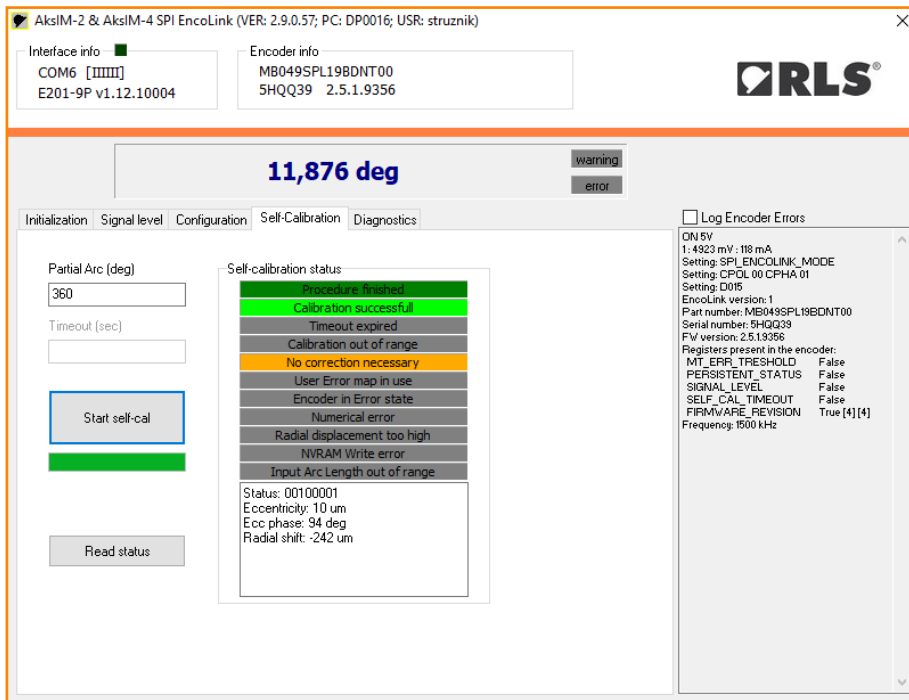 AksIM-2 & AksIM-4 SPI EncoLink (VER: 2.9.0.57; PC: DP0016; USR: struznik)
Interface info
COM6 [IIIIII]
E201-9P v1.12.10004
Encoder info
MB049SPL19BDNT00
5HQQ39 2.5.1.9356
RLS®
11,876 deg
warning
error
Initialization Signal level Configuration Self-Calibration Diagnostics
Partial Arc (deg)
360
Timeout (sec)
Start self-cal
Read status
Self-calibration status
Procedure finished
Calibration successfull
Timeout expired
Calibration out of range
No correction necessary
User Error map in use
Encoder in Error state
Numerical error
Radial displacement too high
NVRAM Write error
Input Arc Length out of range
Status: 00100001
Eccentricity: 10 um
Ecc phase: 94 deg
Radial shift: -242 um
Log Encoder Errors
ON 5V
1: 4923 mV : 118 mA
Setting: SPI_ENCOLINK_MODE
Setting: CPOL 00 CPHA 01
Setting: D015
EncoLink version: 1
Part number: MB049SPL19BDNT00
Serial number: 5HQQ39
FW version: 2.5.1.9356
Registers present in the encoder:
MT_ERR_TRESHOLD False
PERSISTENT_STATUS False
SIGNAL_LEVEL False
SELF_CAL_TIMEOUT False
FIRMWARE_REVISION True [4] [4]
Frequency: 1500 kHz